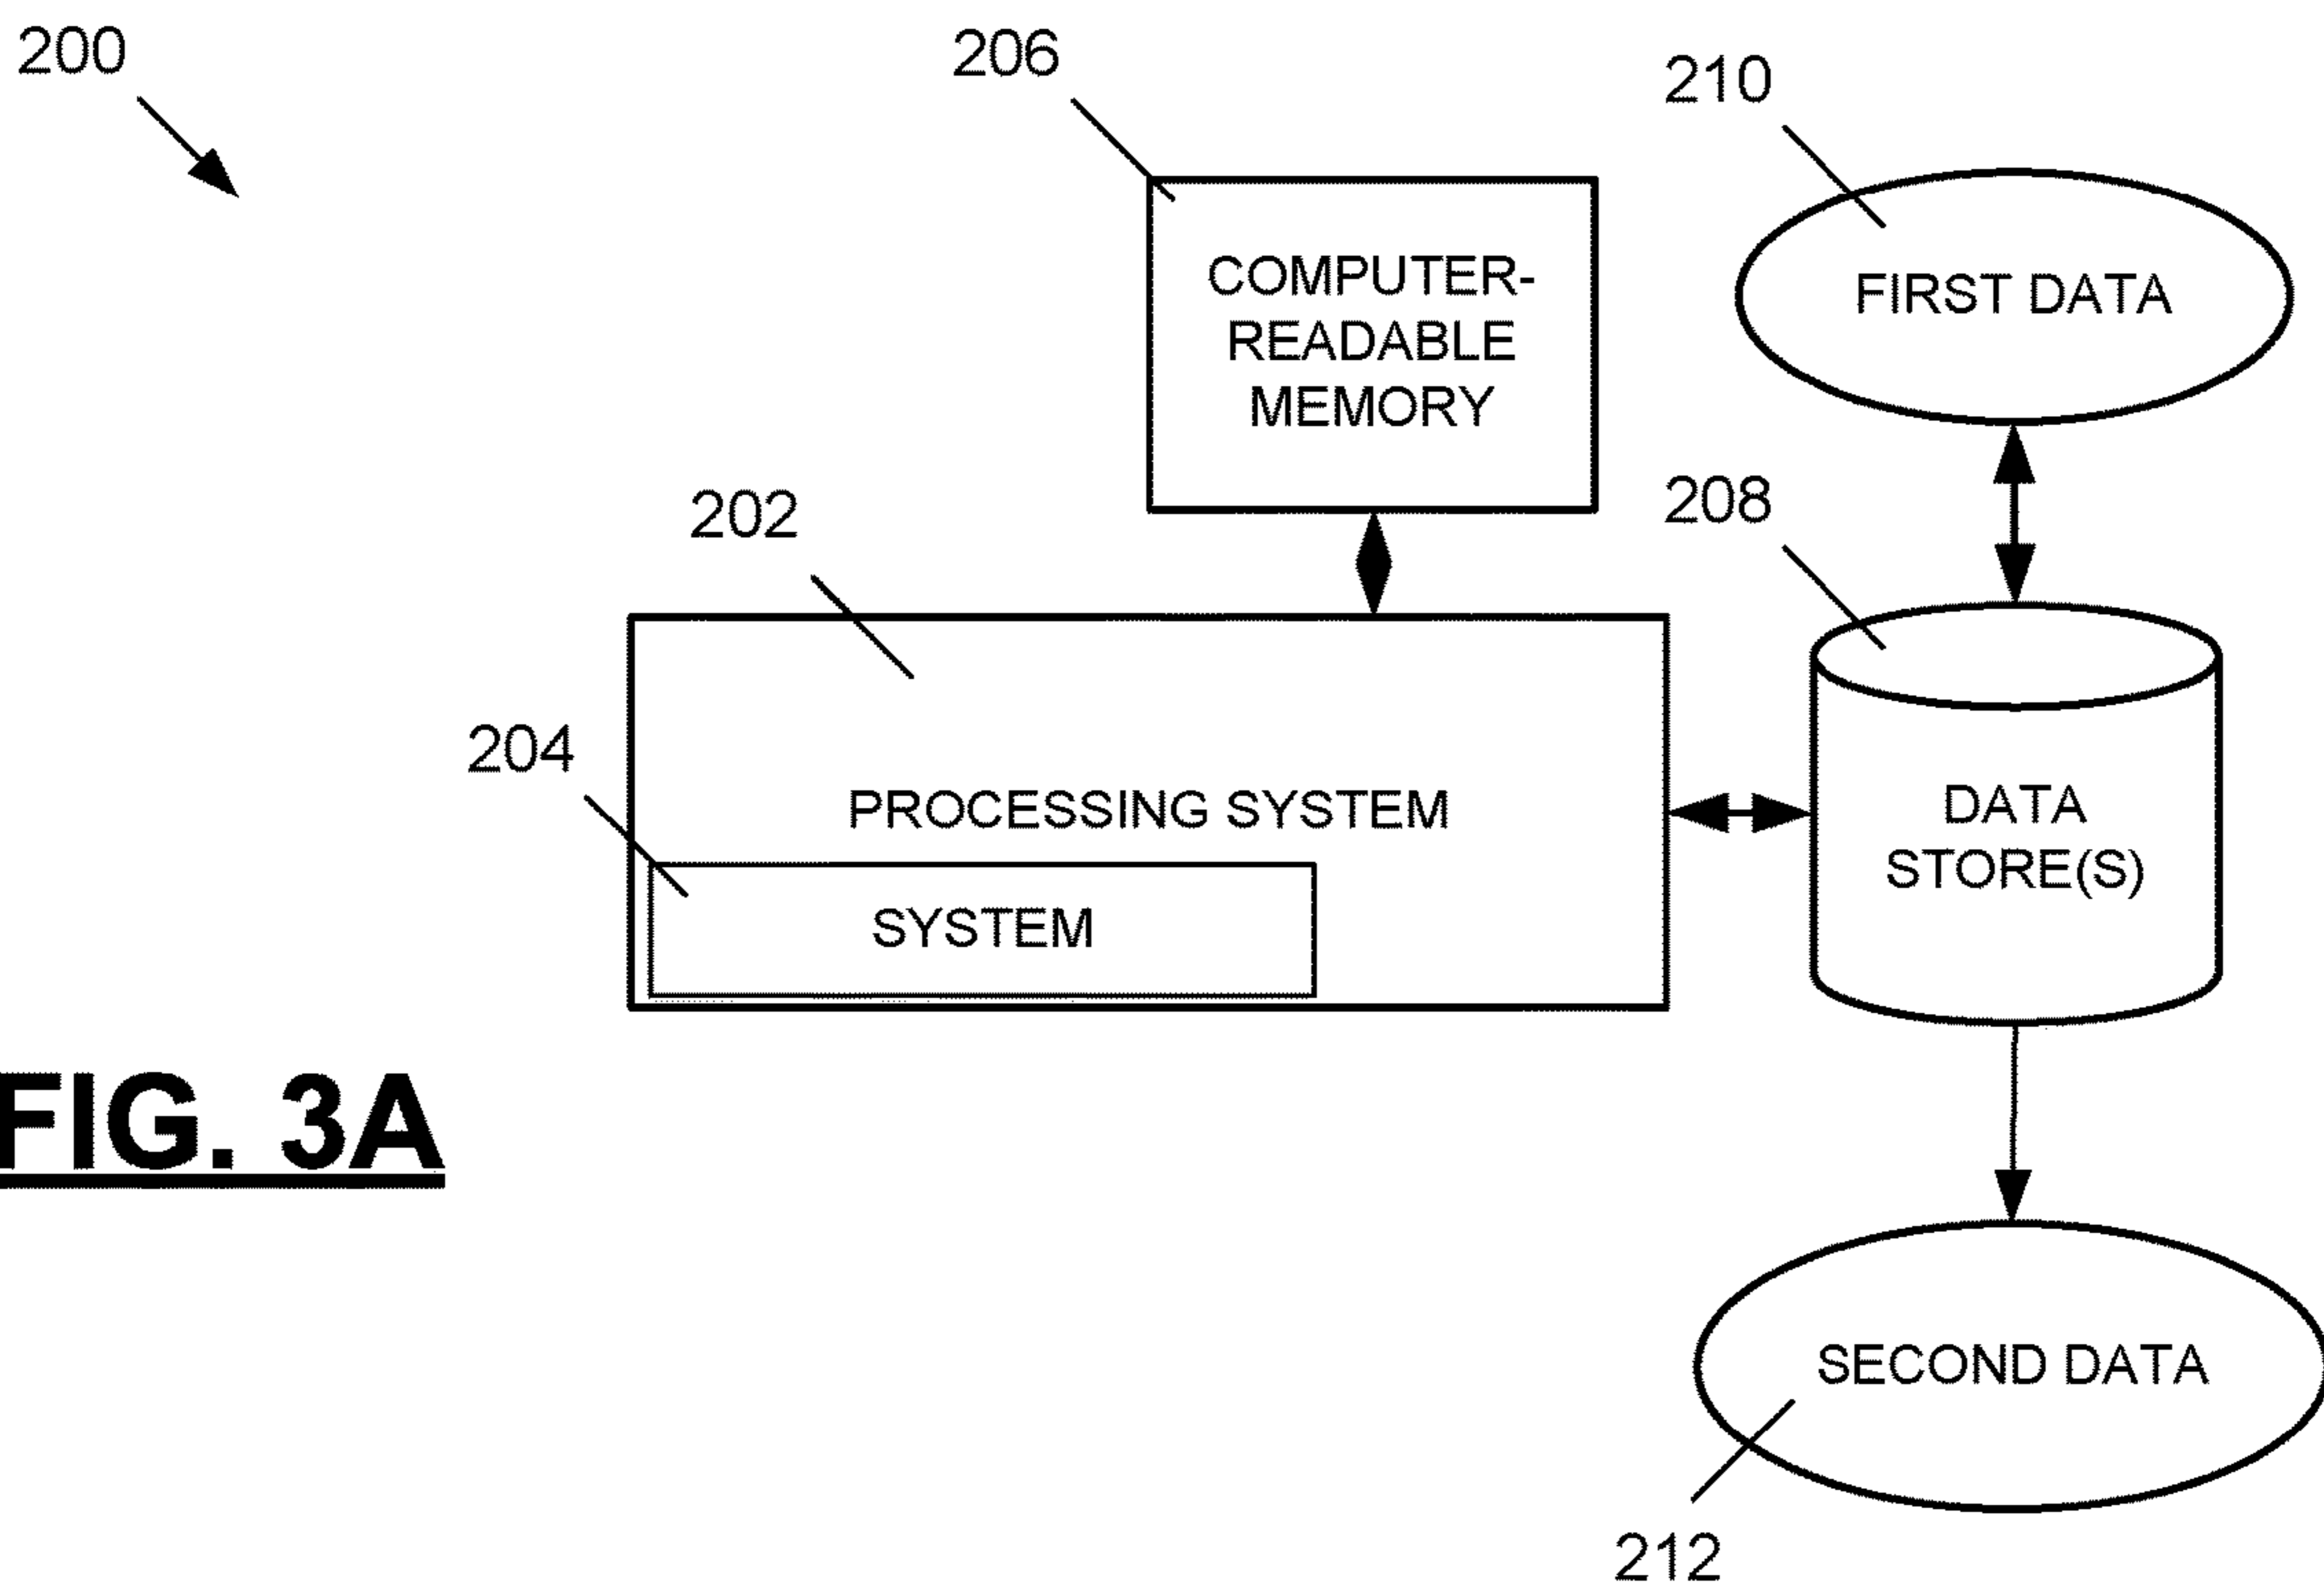 200
206
210
COMPUTER-
READABLE
MEMORY
FIRST DATA
202
208
204
PROCESSING SYSTEM
DATA
STORE(S)
SYSTEM
FIG. 3A
SECOND DATA
212